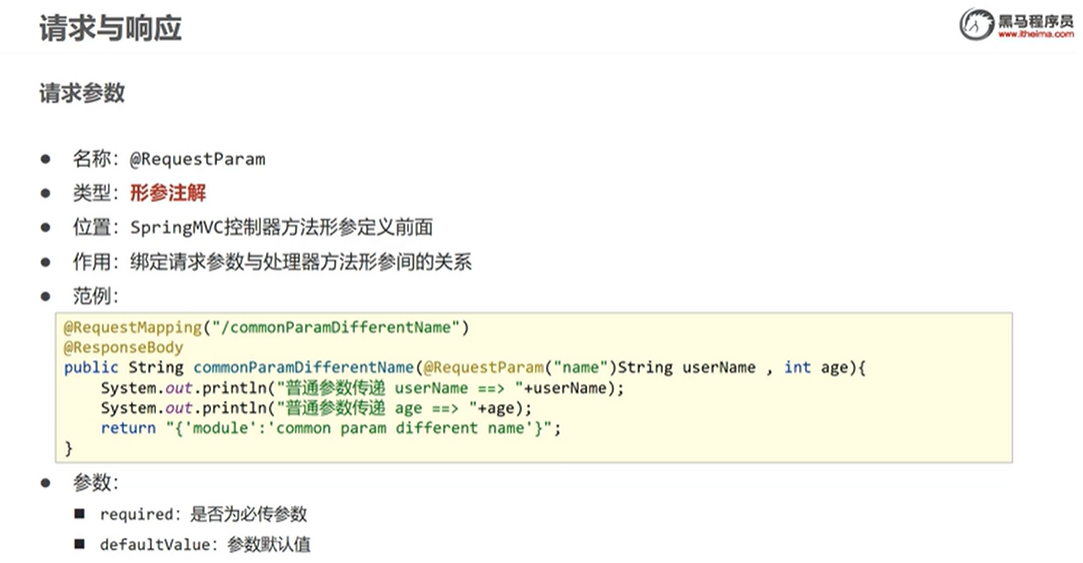 请求与响应
黑马程序员
www.itheima.com
请求参数
● 名称：@RequestParam
● 类型：形参注解
● 位置：SpringMVC控制器方法形参定义前面
● 作用：绑定请求参数与处理器方法形参间的关系
● 范例：
@RequestMapping("/commonParamDifferentName")
@ResponseBody
public String commonParamDifferentName(@RequestParam("name")String userName , int age){
    System.out.println("普通参数传递 userName ==> "+userName);
    System.out.println("普通参数传递 age ==> "+age);
    return "{'module':'common param different name'}";
}
● 参数：
■ required：是否为必传参数
■ defaultValue：参数默认值